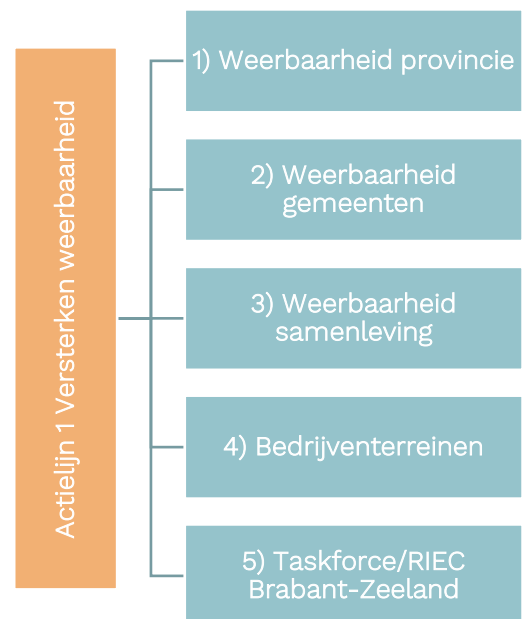 Actielijn 1 Versterken weerbaarheid
1) Weerbaarheid provincie
2) Weerbaarheid
gemeenten
3) Weerbaarheid
samenleving
4) Bedrijventerreinen
5) Taskforce/RIEC
Brabant-Zeeland